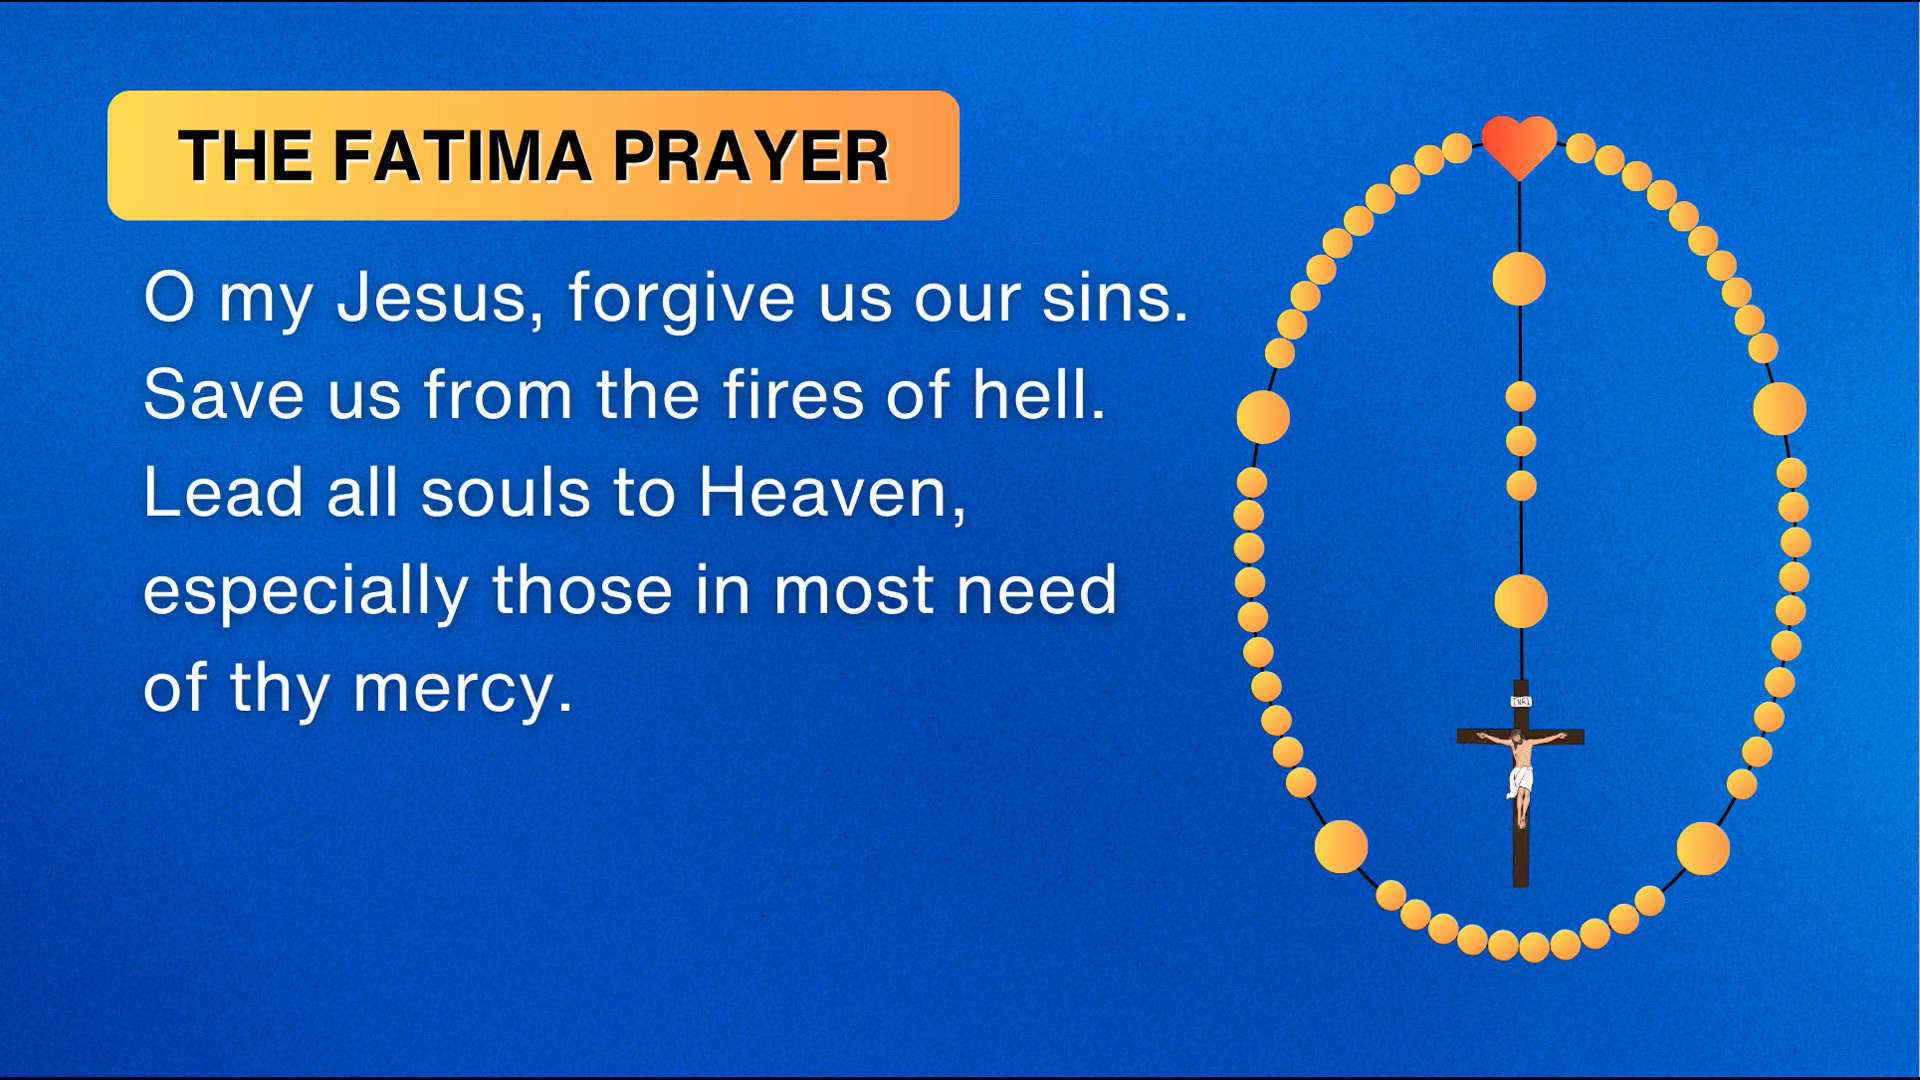 THE FATIMA PRAYER
O my Jesus, forgive us our sins.
Save us from the fires of hell.
Lead all souls to Heaven,
especially those in most need
of thy mercy.
INRI